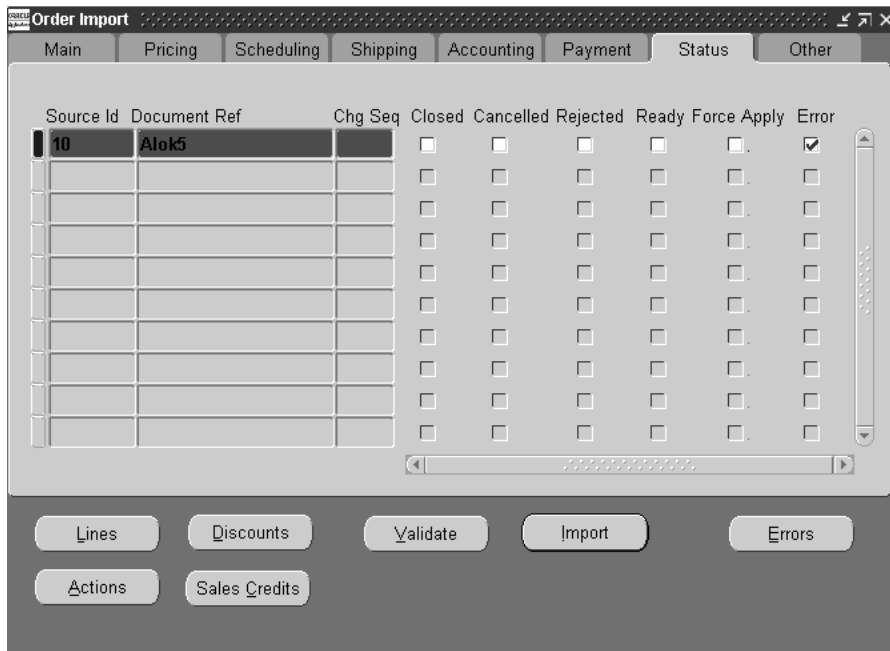 Order Import
Main Pricing Scheduling Shipping Accounting Payment Status Other
Source Id Document Ref Chg Seq Closed Cancelled Rejected Ready Force Apply Error
10 Alok5
Lines Discounts Validate Import Errors
Actions Sales Credits